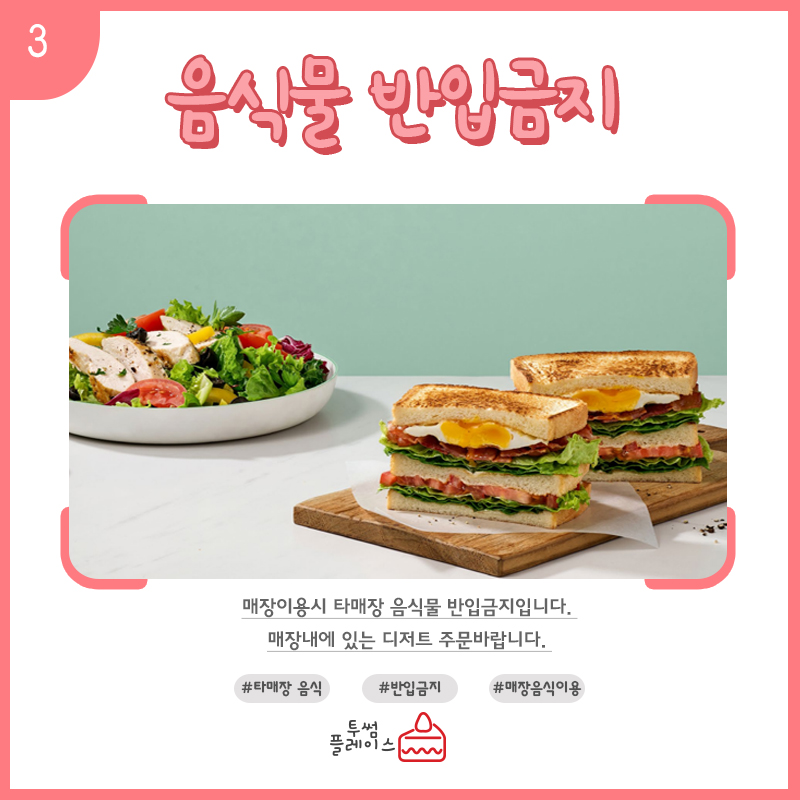 3
음식물 반입금지
매장이용시 타매장 음식물 반입금지입니다.
매장내에 있는 디저트 주문바랍니다.
#타매장 음식 #반입금지 #매장음식이용
투썸
플레이스